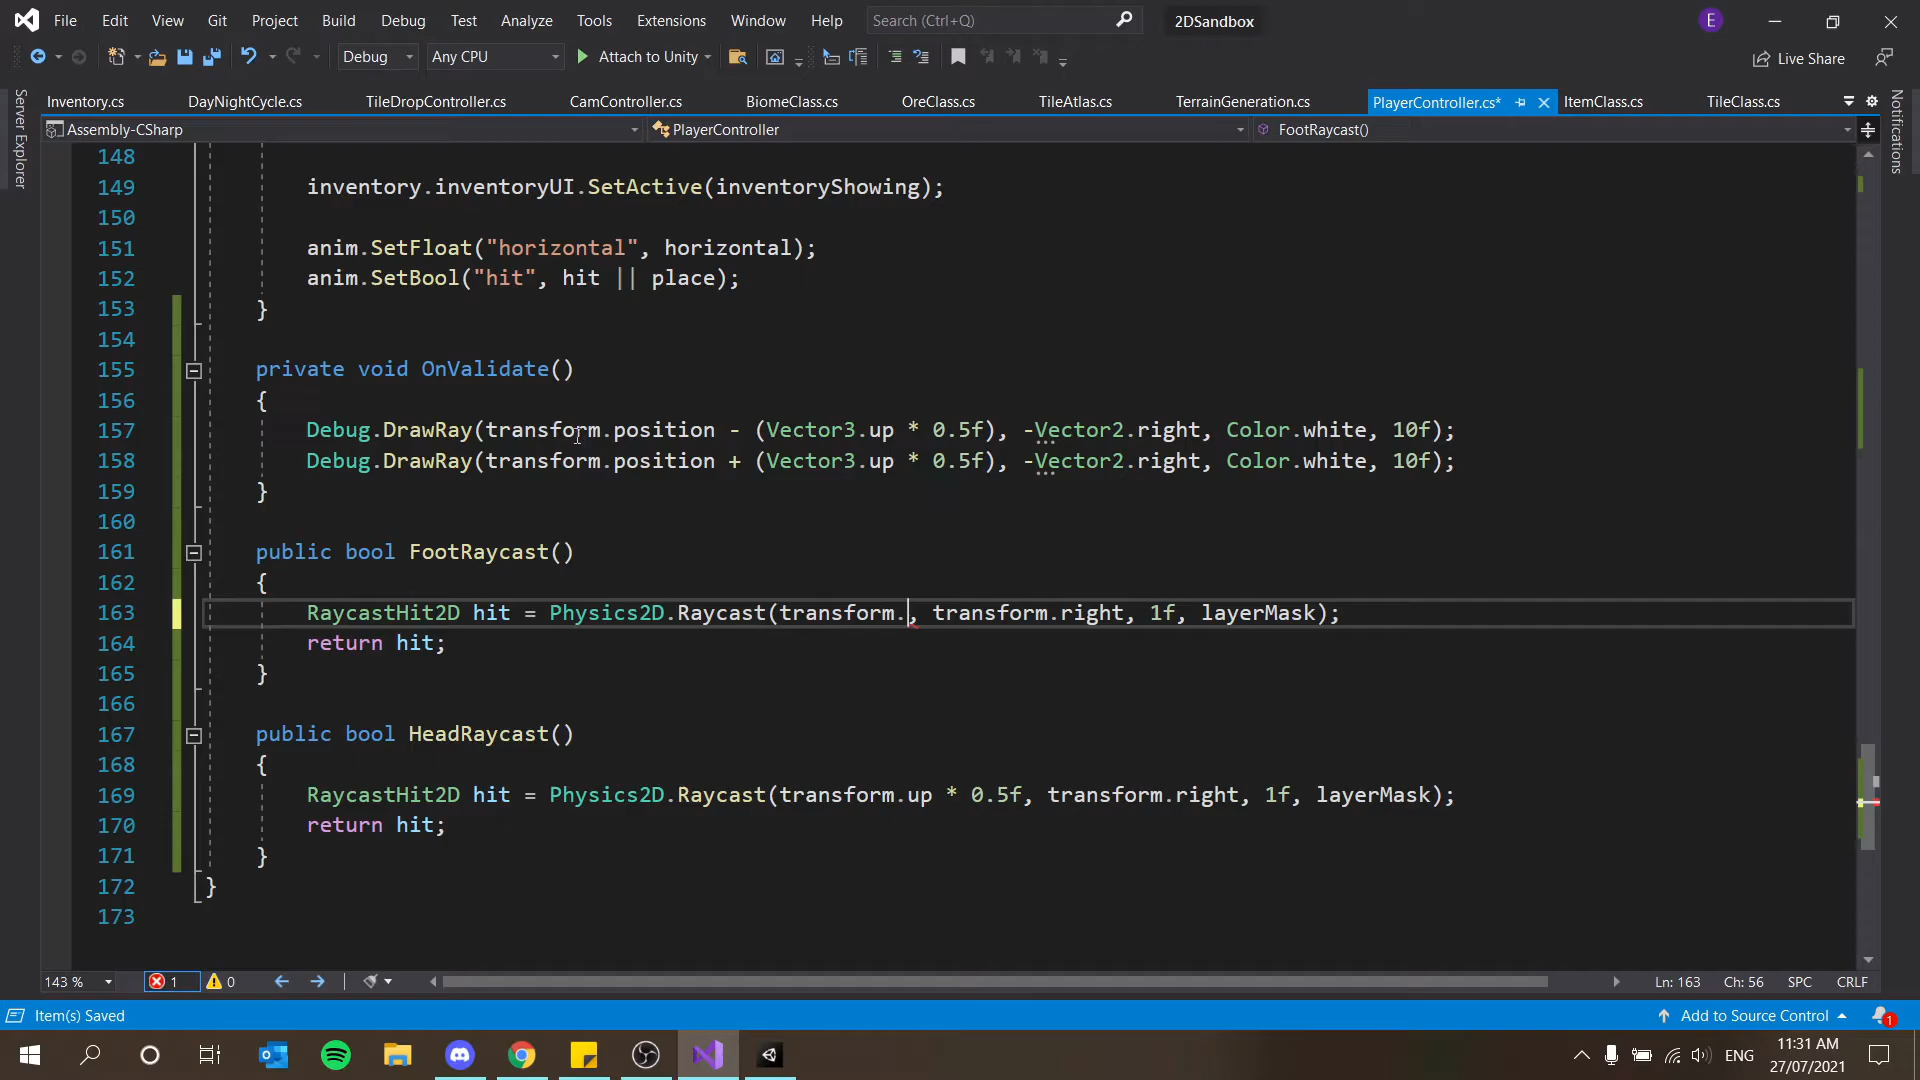 File Edit View Git Project Build Debug Test Analyze Tools Extensions Window Help Search (Ctrl+Q) 2DSandbox E
Debug Any CPU Attach to Unity Live Share
Server Explorer
Notifications
Inventory.cs DayNightCycle.cs TileDropController.cs CamController.cs BiomeClass.cs OreClass.cs TileAtlas.cs TerrainGeneration.cs PlayerController.cs* ItemClass.cs TileClass.cs
Assembly-CSharp PlayerController FootRaycast()
148
149 inventory.inventoryUI.SetActive(inventoryShowing);
150
151 anim.SetFloat("horizontal", horizontal);
152 anim.SetBool("hit", hit || place);
153 }
154
155 private void OnValidate()
156 {
157 Debug.DrawRay(transform.position - (Vector3.up * 0.5f), -Vector2.right, Color.white, 10f);
158 Debug.DrawRay(transform.position + (Vector3.up * 0.5f), -Vector2.right, Color.white, 10f);
159 }
160
161 public bool FootRaycast()
162 {
163 RaycastHit2D hit = Physics2D.Raycast(transform., transform.right, 1f, layerMask);
164 return hit;
165 }
166
167 public bool HeadRaycast()
168 {
169 RaycastHit2D hit = Physics2D.Raycast(transform.up * 0.5f, transform.right, 1f, layerMask);
170 return hit;
171 }
172 }
173
143 % 1 0 Ln: 163 Ch: 56 SPC CRLF
Item(s) Saved Add to Source Control 1
ENG 11:31 AM
27/07/2021